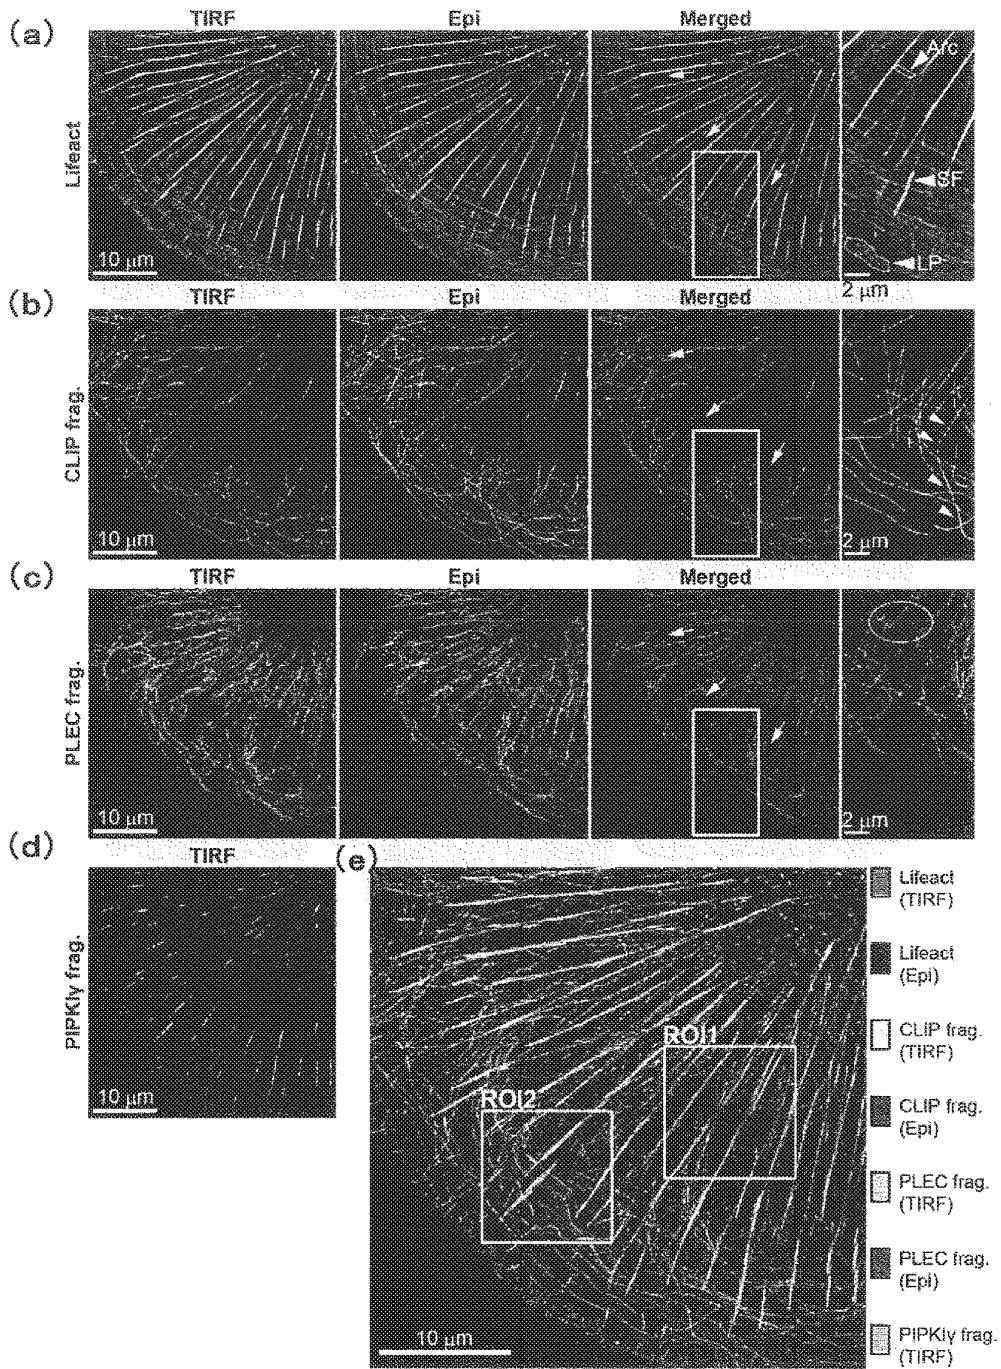 (a)
TIRF Epi Merged
Lifeact
10 μm
Arc
SF
LP
2 μm
(b)
TIRF Epi Merged
CLIP frag.
10 μm
2 μm
(c)
TIRF Epi Merged
PLEC frag.
10 μm
2 μm
(d)
TIRF
PIPKIγ frag.
10 μm
(e)
ROI1
ROI2
10 μm
Lifeact
(TIRF)
Lifeact
(Epi)
CLIP frag.
(TIRF)
CLIP frag.
(Epi)
PLEC frag.
(TIRF)
PLEC frag.
(Epi)
PIPKIγ frag.
(TIRF)